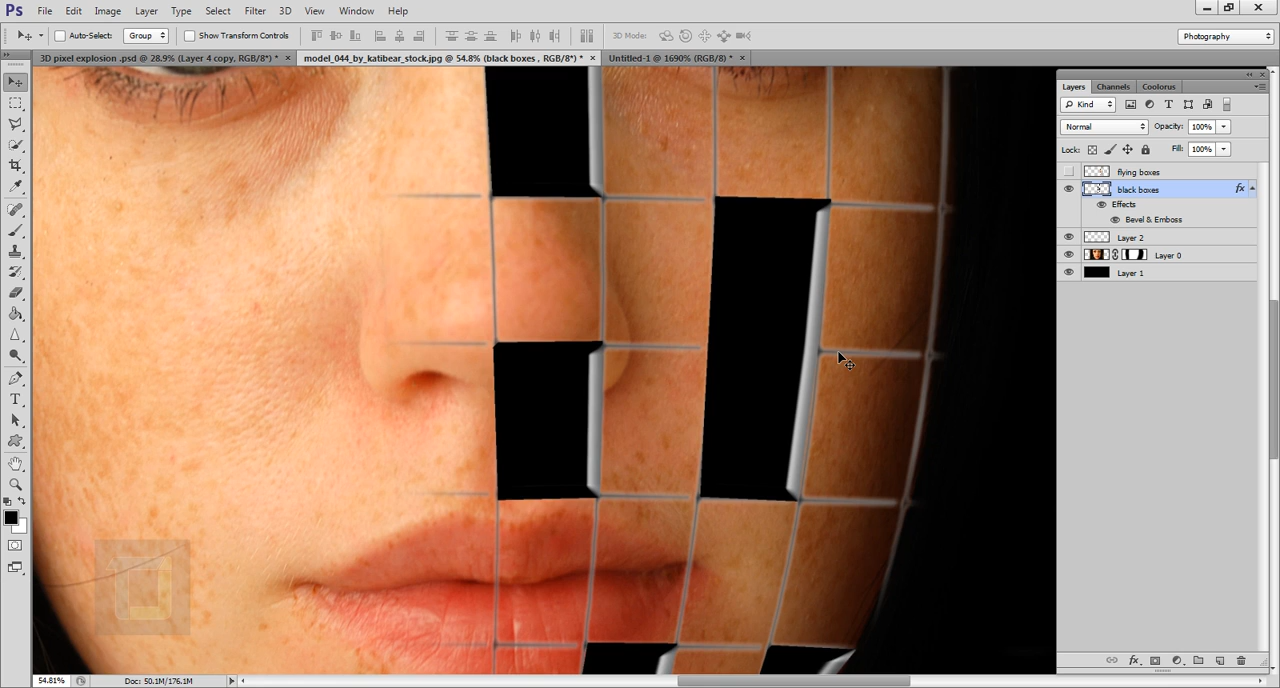 Ps File Edit Image Layer Type Select Filter 3D View Window Help
Auto-Select: Group Show Transform Controls 3D Mode: Photography
3D pixel explosion .psd @ 28.9% (Layer 4 copy, RGB/8*) * × model_044_by_katibear_stock.jpg @ 54.8% (black boxes , RGB/8*) * × Untitled-1 @ 1690% (RGB/8) * ×
Layers Channels Coolorus
Kind
Normal Opacity: 100%
Lock: Fill: 100%
flying boxes
black boxes fx
Effects
Bevel & Emboss
Layer 2
Layer 0
Layer 1
54.81% Doc: 50.1M/176.1M